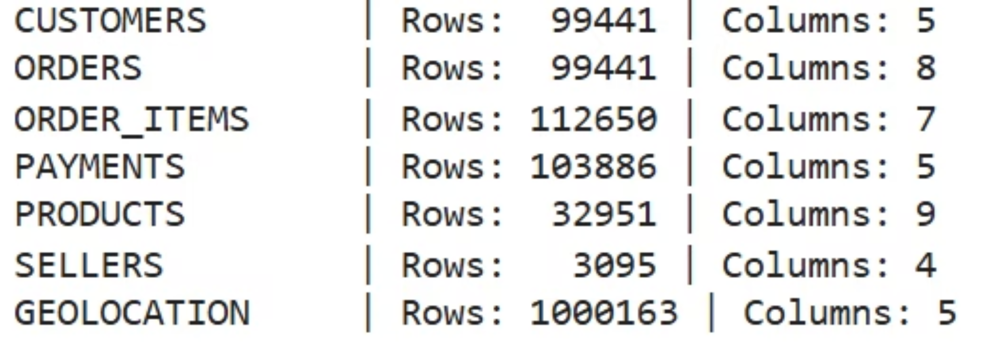 CUSTOMERS | Rows: 99441 | Columns: 5
ORDERS | Rows: 99441 | Columns: 8
ORDER_ITEMS | Rows: 112650 | Columns: 7
PAYMENTS | Rows: 103886 | Columns: 5
PRODUCTS | Rows: 32951 | Columns: 9
SELLERS | Rows: 3095 | Columns: 4
GEOLOCATION | Rows: 1000163 | Columns: 5